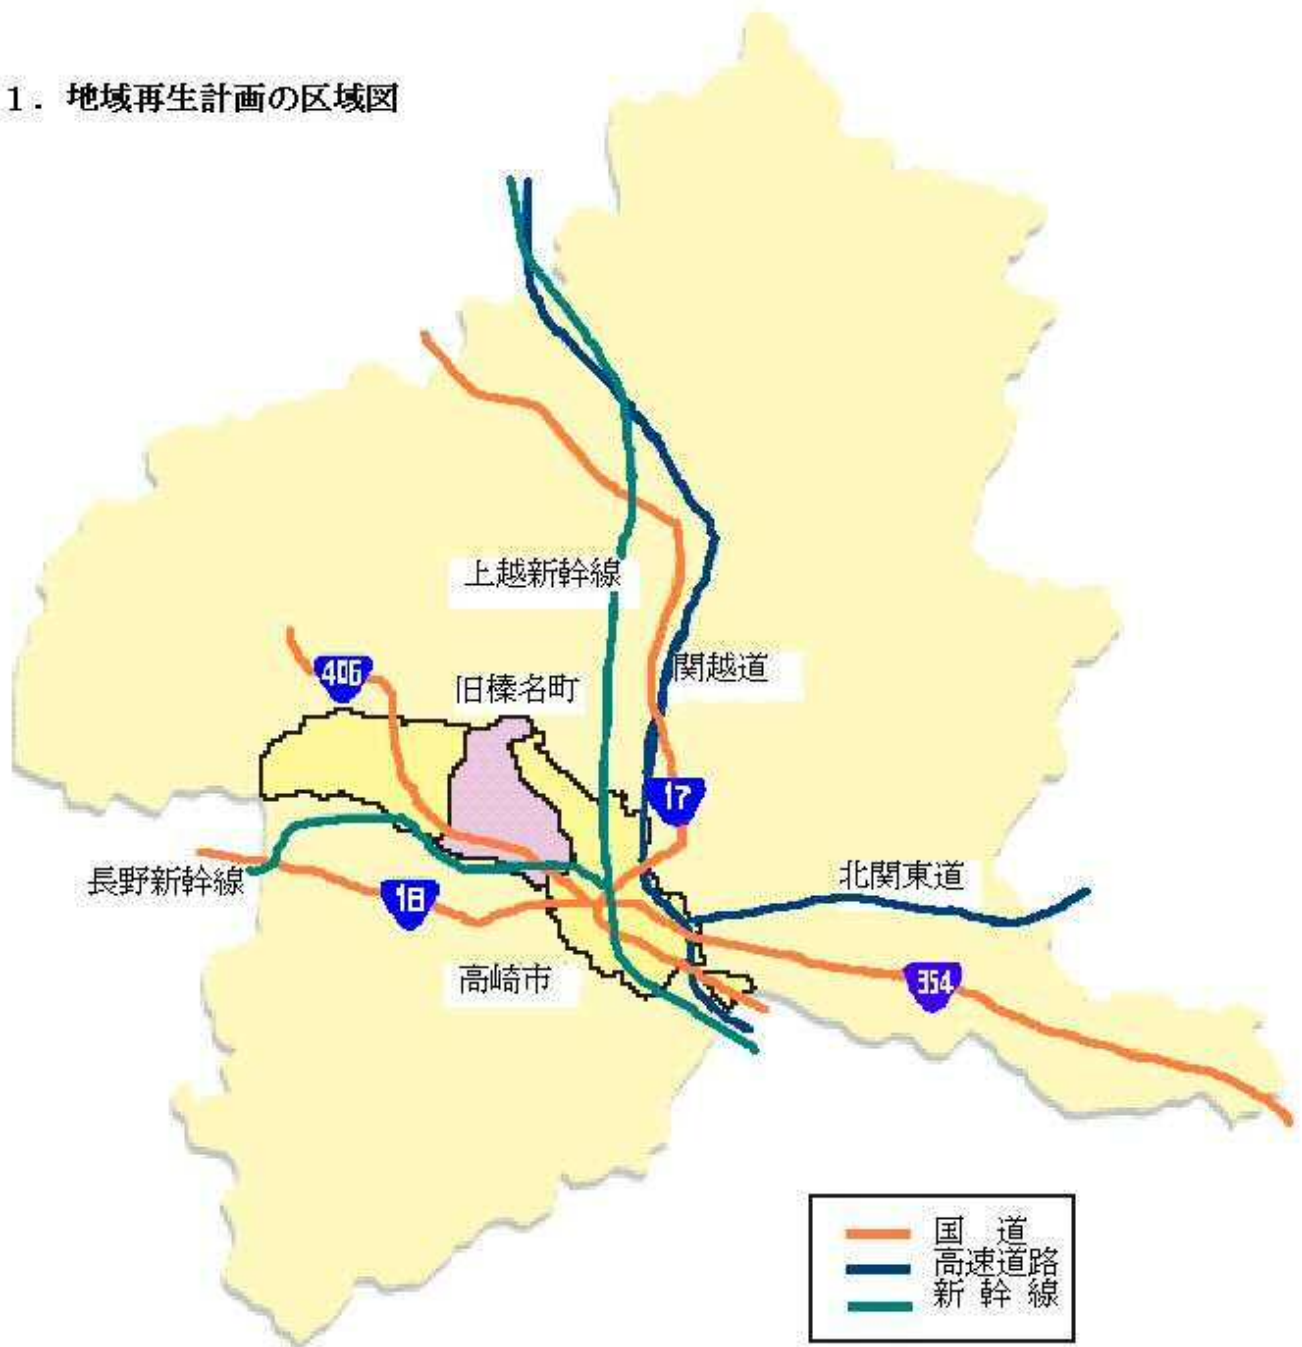 1．地域再生計画の区域図
上越新幹線
関越道
406
旧榛名町
17
長野新幹線
18
北関東道
高崎市
354
国　道
高速道路
新 幹 線